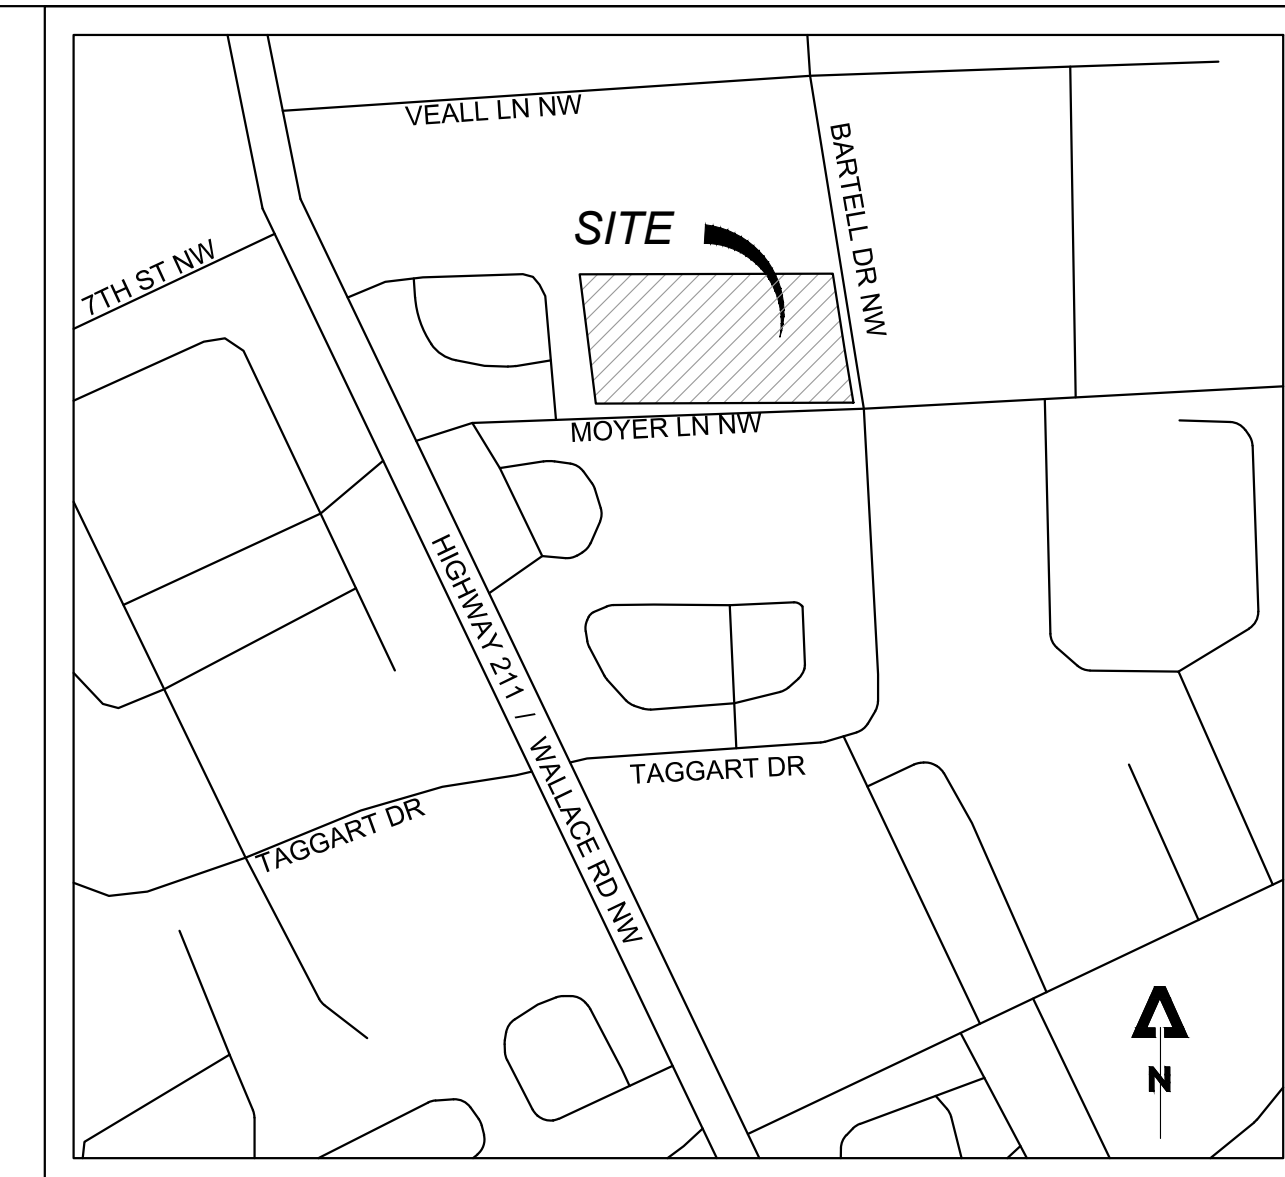 VEALL LN NW
BARTELL DR NW
SITE
7TH ST NW
MOYER LN NW
HIGHWAY 211 / WALLACE RD NW
TAGGART DR
TAGGART DR
N